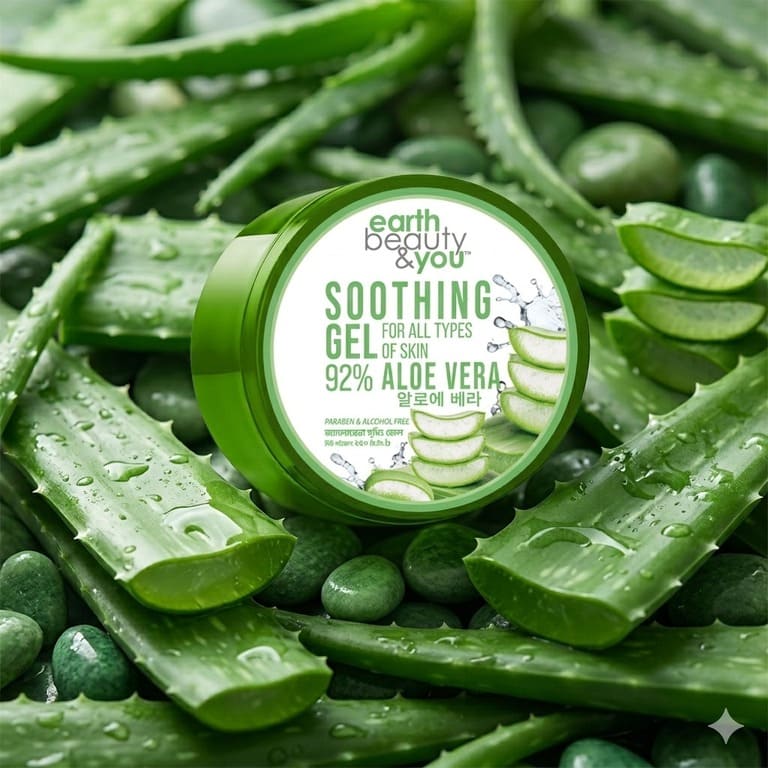 earth
beauty
&you™
SOOTHING
GEL FOR ALL TYPES
OF SKIN
92% ALOE VERA
알로에 베라
PARABEN & ALCOHOL FREE